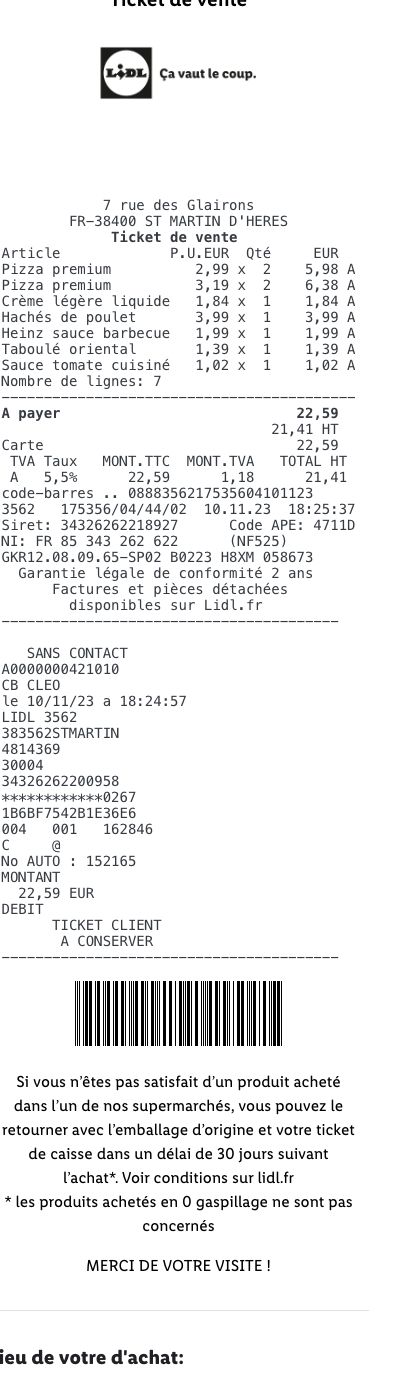 Ticket de vente
LIDL Ça vaut le coup.
7 rue des Glairons
FR-38400 ST MARTIN D'HERES
Ticket de vente
Article P.U.EUR Qté EUR
Pizza premium 2,99 x 2 5,98 A
Pizza premium 3,19 x 2 6,38 A
Crème légère liquide 1,84 x 1 1,84 A
Hachés de poulet 3,99 x 1 3,99 A
Heinz sauce barbecue 1,99 x 1 1,99 A
Taboulé oriental 1,39 x 1 1,39 A
Sauce tomate cuisiné 1,02 x 1 1,02 A
Nombre de lignes: 7
A payer 22,59
21,41 HT
Carte 22,59
TVA Taux MONT.TTC MONT.TVA TOTAL HT
A 5,5% 22,59 1,18 21,41
code-barres .. 0888356217535604101123
3562 175356/04/44/02 10.11.23 18:25:37
Siret: 34326262218927 Code APE: 4711D
NI: FR 85 343 262 622 (NF525)
GKR12.08.09.65-SP02 B0223 H8XM 058673
Garantie légale de conformité 2 ans
Factures et pièces détachées
disponibles sur Lidl.fr
SANS CONTACT
A0000000421010
CB CLEO
le 10/11/23 a 18:24:57
LIDL 3562
383562STMARTIN
4814369
30004
34326262200958
************0267
1B6BF7542B1E36E6
004 001 162846
C @
No AUTO : 152165
MONTANT
22,59 EUR
DEBIT
TICKET CLIENT
A CONSERVER
Si vous n’êtes pas satisfait d’un produit acheté
dans l’un de nos supermarchés, vous pouvez le
retourner avec l’emballage d’origine et votre ticket
de caisse dans un délai de 30 jours suivant
l’achat*. Voir conditions sur lidl.fr
* les produits achetés en 0 gaspillage ne sont pas
concernés
MERCI DE VOTRE VISITE !
ieu de votre d'achat: